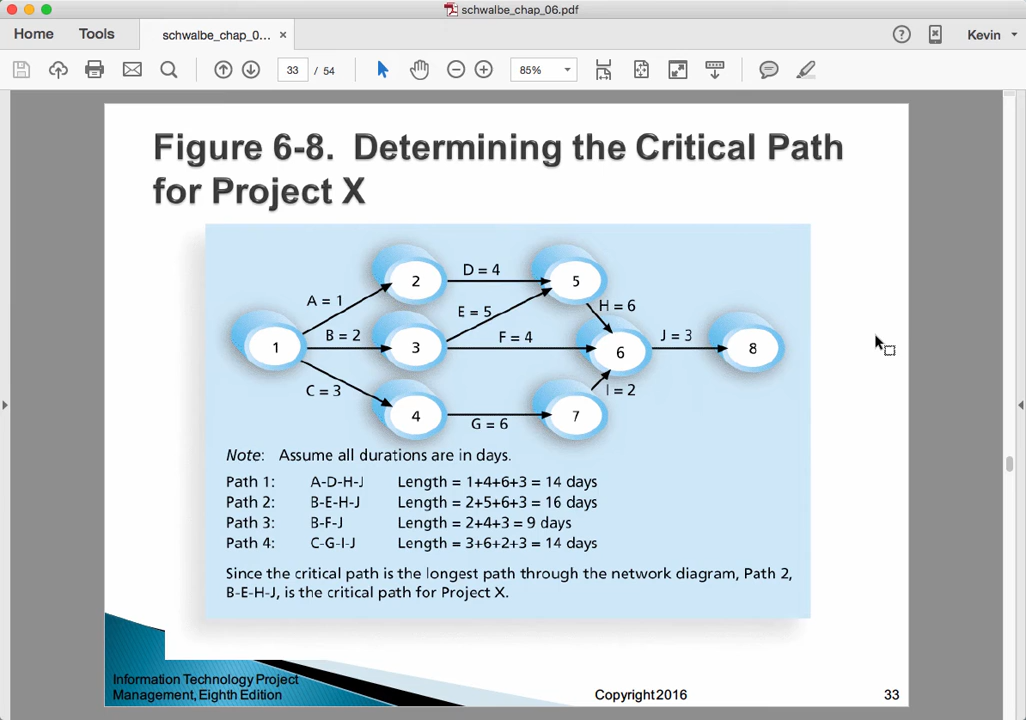 schwalbe_chap_06.pdf
Home Tools schwalbe_chap_0... × Kevin
33 / 54 85%
Figure 6-8. Determining the Critical Path
for Project X
2 D = 4 5
A = 1 E = 5 H = 6
1 B = 2 3 F = 4 6 J = 3 8
C = 3 4 G = 6 7 I = 2
Note: Assume all durations are in days.
Path 1: A-D-H-J Length = 1+4+6+3 = 14 days
Path 2: B-E-H-J Length = 2+5+6+3 = 16 days
Path 3: B-F-J Length = 2+4+3 = 9 days
Path 4: C-G-I-J Length = 3+6+2+3 = 14 days
Since the critical path is the longest path through the network diagram, Path 2,
B-E-H-J, is the critical path for Project X.
Information Technology Project
Management, Eighth Edition Copyright2016 33